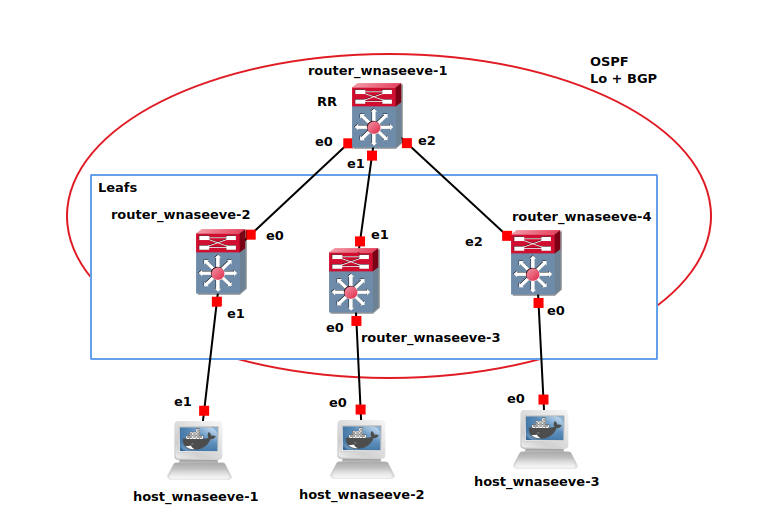 OSPF
Lo + BGP
router_wnaseeve-1
RR
e0
e1
e2
Leafs
router_wnaseeve-2
e0
e1
e1
e0
router_wnaseeve-3
router_wnaseeve-4
e2
e0
e1
e0
e0
host_wnaseeve-1
host_wnaseeve-2
host_wnaseeve-3